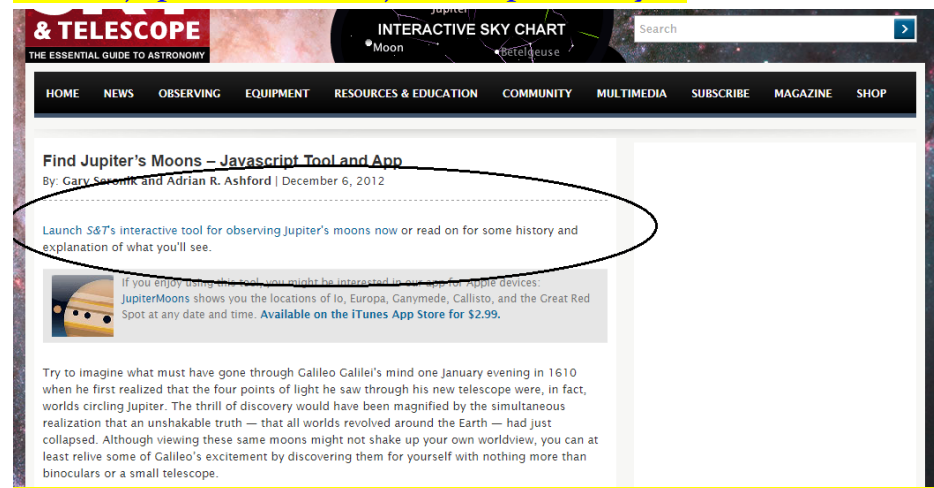 & TELESCOPE
THE ESSENTIAL GUIDE TO ASTRONOMY
Jupiter
INTERACTIVE SKY CHART
Moon
Betelgeuse
Search
HOME NEWS OBSERVING EQUIPMENT RESOURCES & EDUCATION COMMUNITY MULTIMEDIA SUBSCRIBE MAGAZINE SHOP
Find Jupiter's Moons – Javascript Tool and App
By: Gary Seronik and Adrian R. Ashford | December 6, 2012
Launch S&T's interactive tool for observing Jupiter's moons now or read on for some history and
explanation of what you'll see.
If you enjoy using this tool, you might be interested in our app for Apple devices:
JupiterMoons shows you the locations of Io, Europa, Ganymede, Callisto, and the Great Red
Spot at any date and time. Available on the iTunes App Store for $2.99.
Try to imagine what must have gone through Galileo Galilei's mind one January evening in 1610
when he first realized that the four points of light he saw through his new telescope were, in fact,
worlds circling Jupiter. The thrill of discovery would have been magnified by the simultaneous
realization that an unshakable truth — that all worlds revolved around the Earth — had just
collapsed. Although viewing these same moons might not shake up your own worldview, you can at
least relive some of Galileo's excitement by discovering them for yourself with nothing more than
binoculars or a small telescope.